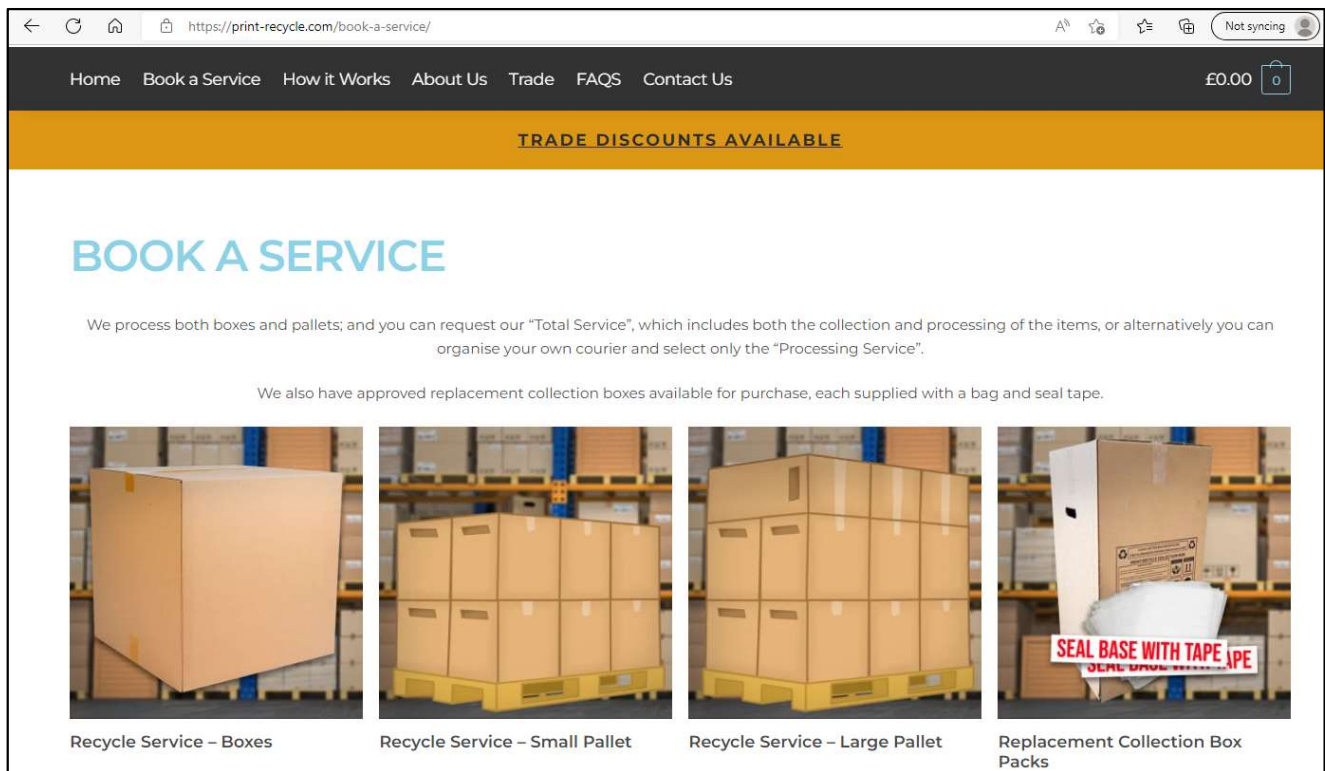 https://print-recycle.com/book-a-service/
Not syncing
Home Book a Service How it Works About Us Trade FAQS Contact Us £0.00 0
TRADE DISCOUNTS AVAILABLE
BOOK A SERVICE
We process both boxes and pallets; and you can request our “Total Service”, which includes both the collection and processing of the items, or alternatively you can
organise your own courier and select only the “Processing Service”.
We also have approved replacement collection boxes available for purchase, each supplied with a bag and seal tape.
SEAL BASE WITH TAPE
SEAL BASE WITH TAPE
Recycle Service – Boxes
Recycle Service – Small Pallet
Recycle Service – Large Pallet
Replacement Collection Box
Packs